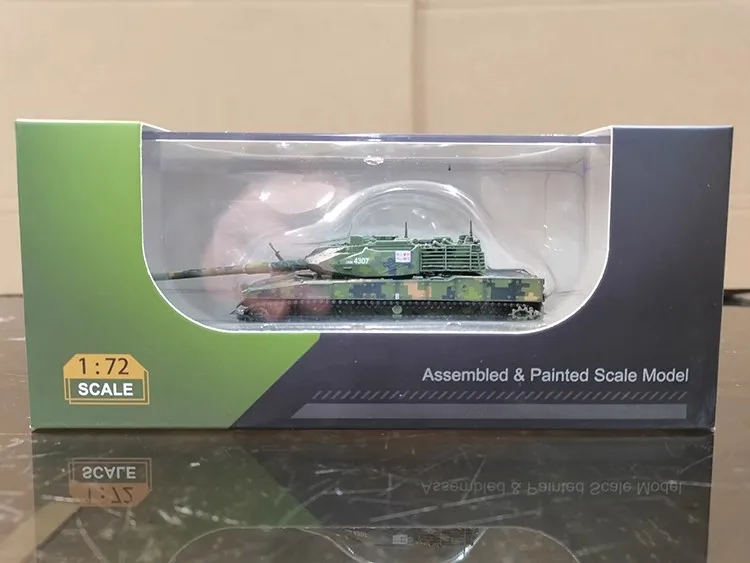 4307
1:72
SCALE
Assembled & Painted Scale Model